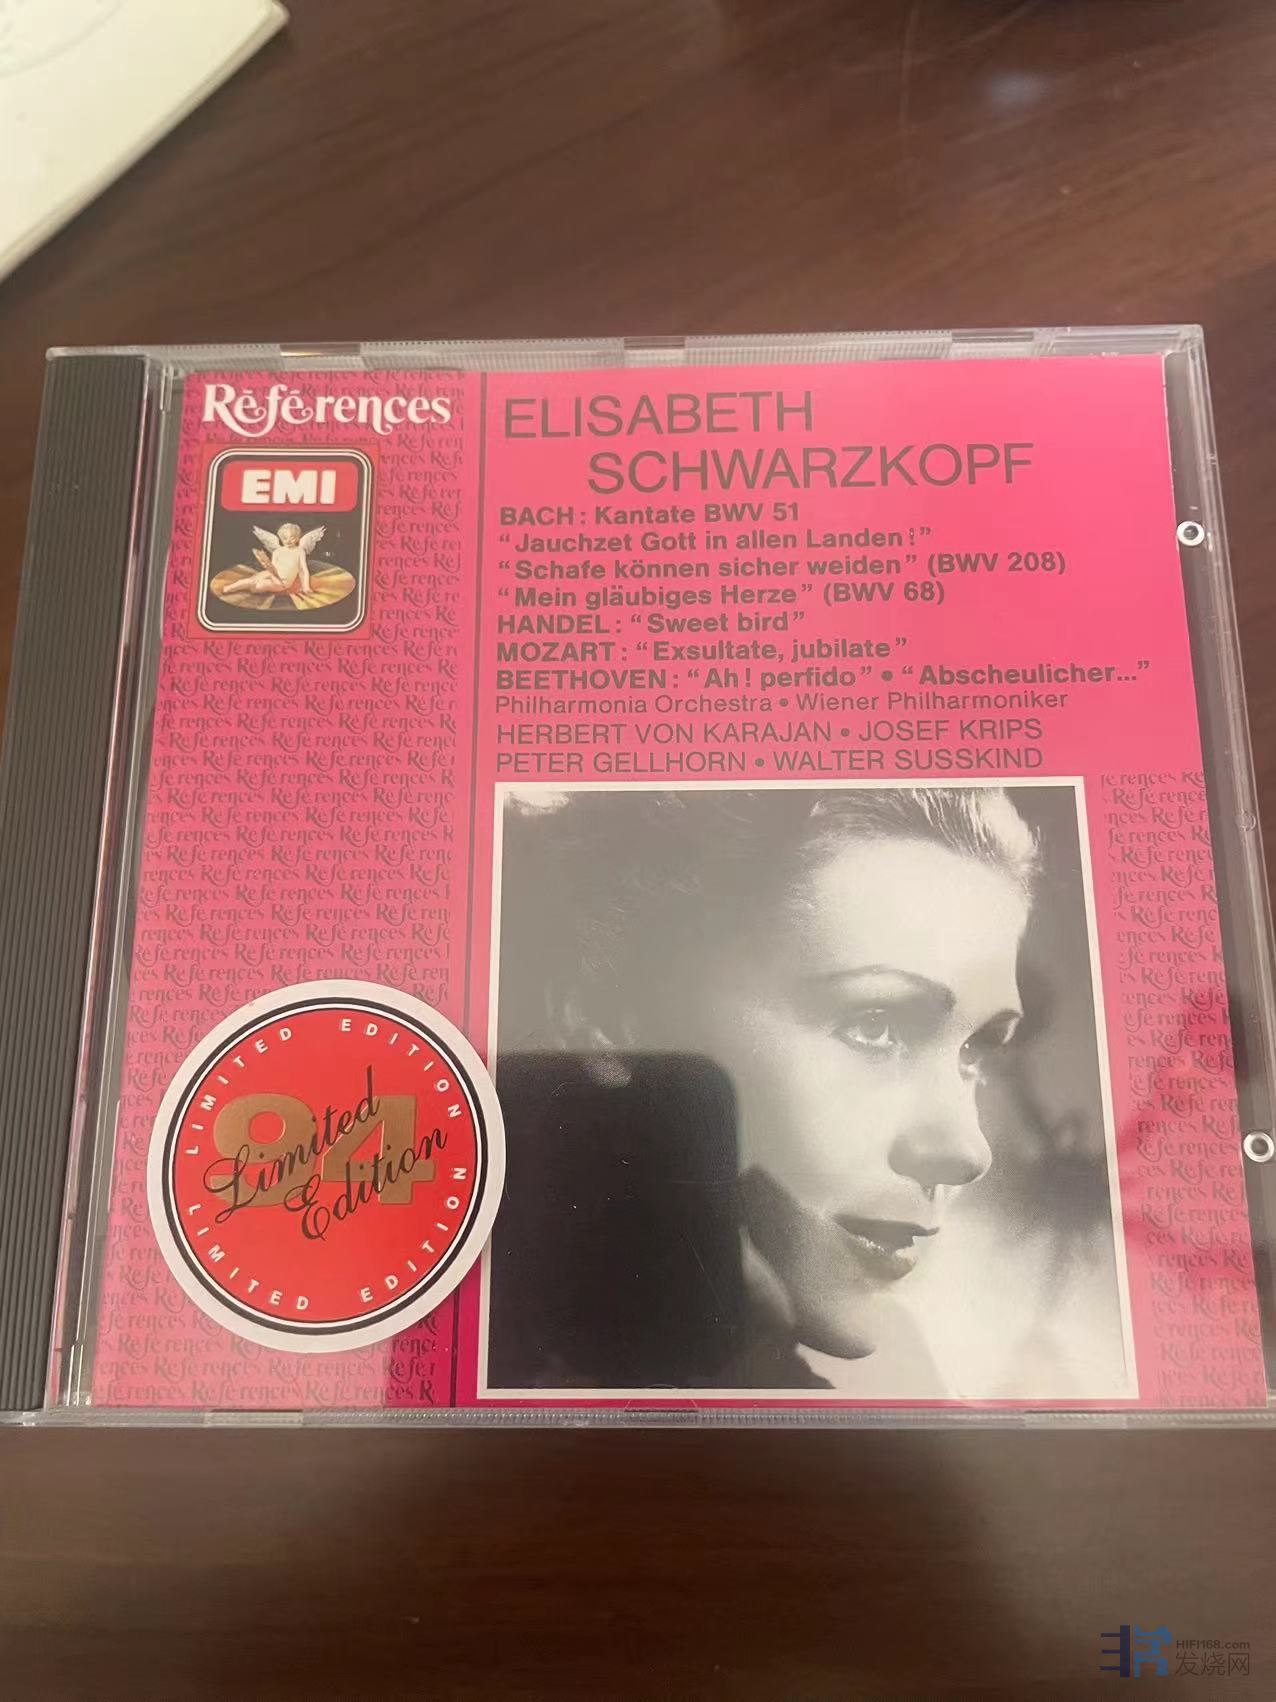 Références
EMI
ELISABETH
SCHWARZKOPF
BACH : Kantate BWV 51
“Jauchzet Gott in allen Landen !”
“Schafe können sicher weiden” (BWV 208)
“Mein gläubiges Herze” (BWV 68)
HANDEL : “Sweet bird”
MOZART : “Exsultate, jubilate”
BEETHOVEN : “Ah ! perfido” • “Abscheulicher...”
Philharmonia Orchestra • Wiener Philharmoniker
HERBERT VON KARAJAN • JOSEF KRIPS
PETER GELLHORN • WALTER SUSSKIND
LIMITED EDITION
94
Limited
Edition
LIMITED EDITION
HIFI168.com
发烧网